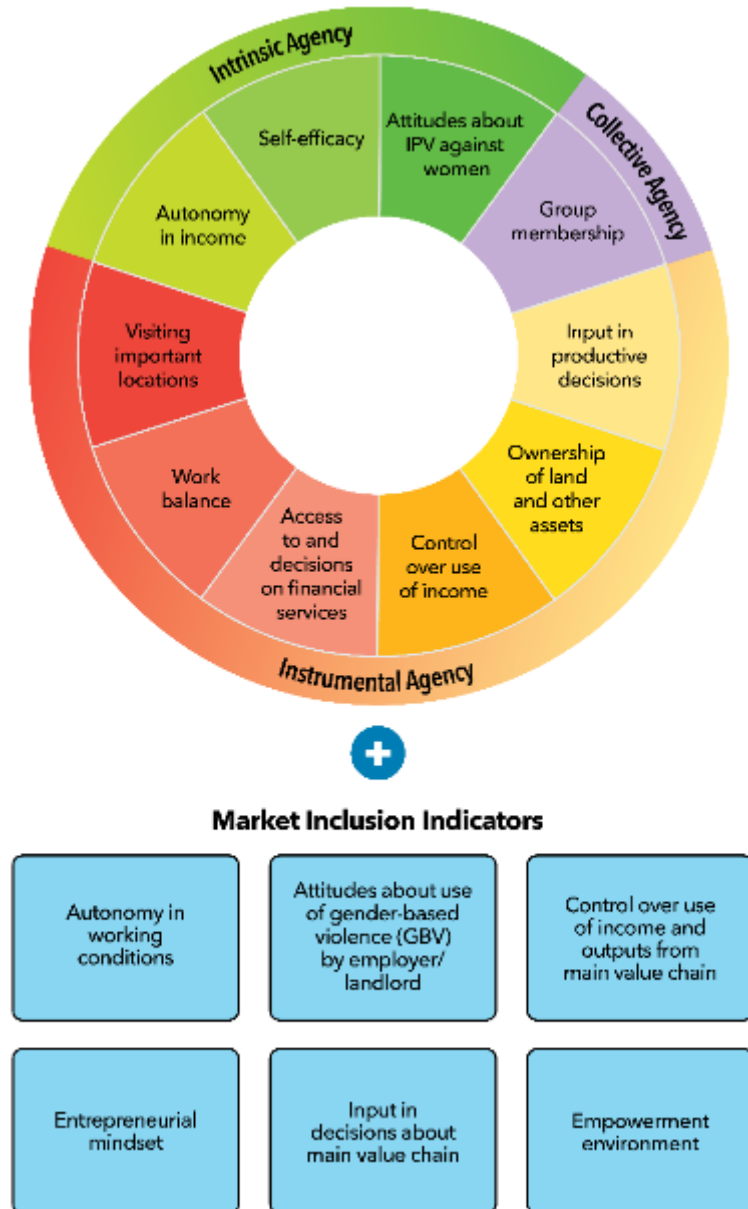 Intrinsic Agency
Collective Agency
Self-efficacy
Attitudes about
IPV against
women
Autonomy
in income
Group
membership
Visiting
important
locations
Input in
productive
decisions
Work
balance
Ownership
of land
and other
assets
Access
to and
decisions
on financial
services
Control
over use
of income
Instrumental Agency
+
Market Inclusion Indicators
Autonomy in
working
conditions
Attitudes about use
of gender-based
violence (GBV)
by employer/
landlord
Control over use
of income and
outputs from
main value chain
Entrepreneurial
mindset
Input in
decisions about
main value chain
Empowerment
environment